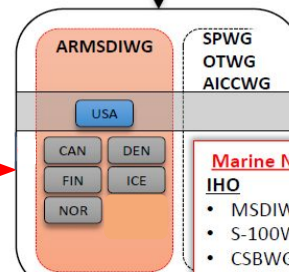 ARMSDIWG
SPWG
OTWG
AICCWG
USA
CAN DEN
FIN ICE
NOR
Marine
IHO
• MSDIW
• S-100W
• CSBWG